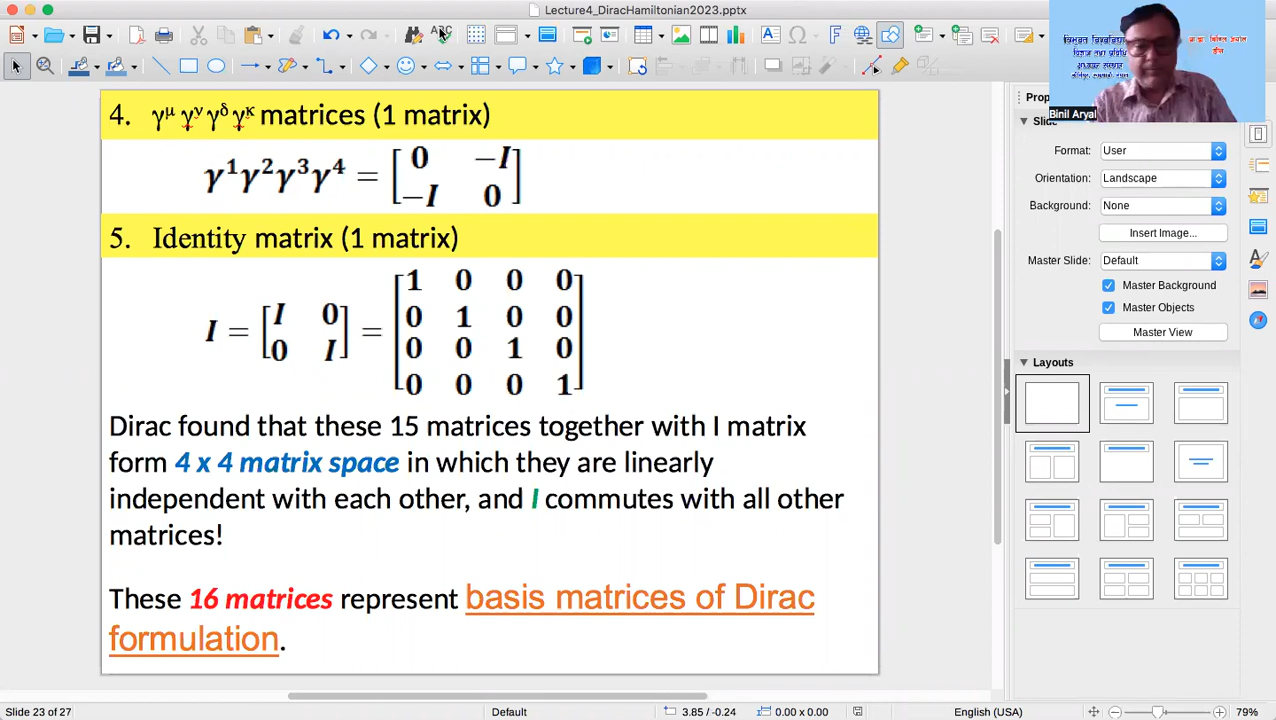 Lecture4_DiracHamiltonian2023.pptx
Binil Aryal
4. γμ γν γδ γκ matrices (1 matrix)
γ1γ2γ3γ4 = [0 −I
−I 0]
5. Identity matrix (1 matrix)
I = [I 0
0 I] = [1 0 0 0
0 1 0 0
0 0 1 0
0 0 0 1]
Dirac found that these 15 matrices together with I matrix
form 4 x 4 matrix space in which they are linearly
independent with each other, and I commutes with all other
matrices!
These 16 matrices represent basis matrices of Dirac
formulation.
Slide
Format: User
Orientation: Landscape
Background: None
Insert Image...
Master Slide: Default
Master Background
Master Objects
Master View
Layouts
Slide 23 of 27
Default
3.85 / -0.24
0.00 x 0.00
English (USA)
79%